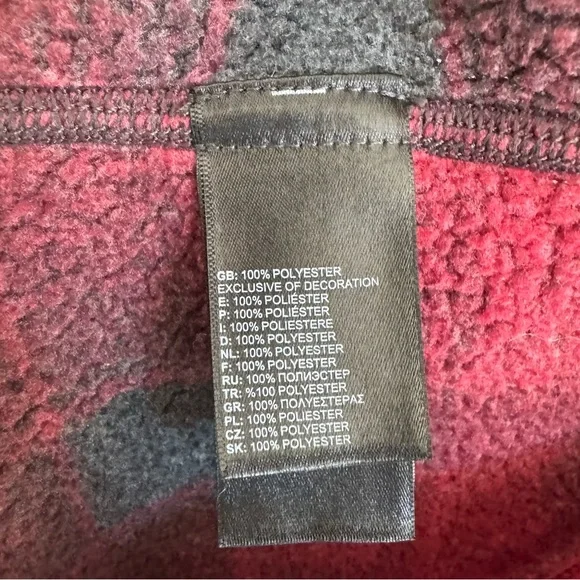 GB: 100% POLYESTER
EXCLUSIVE OF DECORATION
E: 100% POLIÉSTER
P: 100% POLIÉSTER
I: 100% POLIESTERE
D: 100% POLYESTER
NL: 100% POLYESTER
F: 100% POLYESTER
RU: 100% ПОЛИЭСТЕР
TR: %100 POLYESTER
GR: 100% ΠΟΛΥΕΣΤΕΡΑΣ
PL: 100% POLIESTER
CZ: 100% POLYESTER
SK: 100% POLYESTER